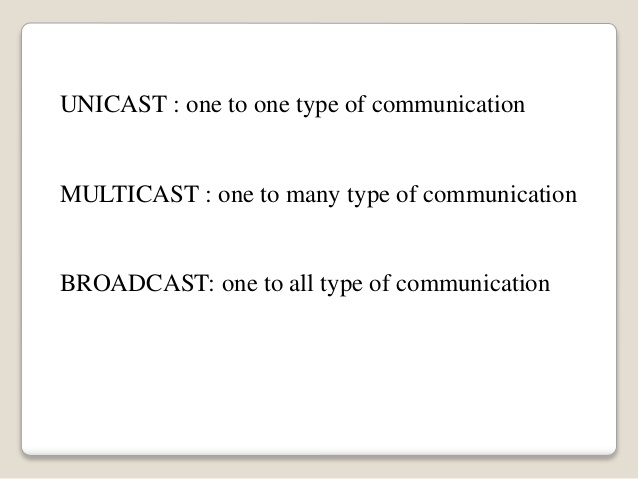 UNICAST : one to one type of communication
MULTICAST : one to many type of communication
BROADCAST: one to all type of communication